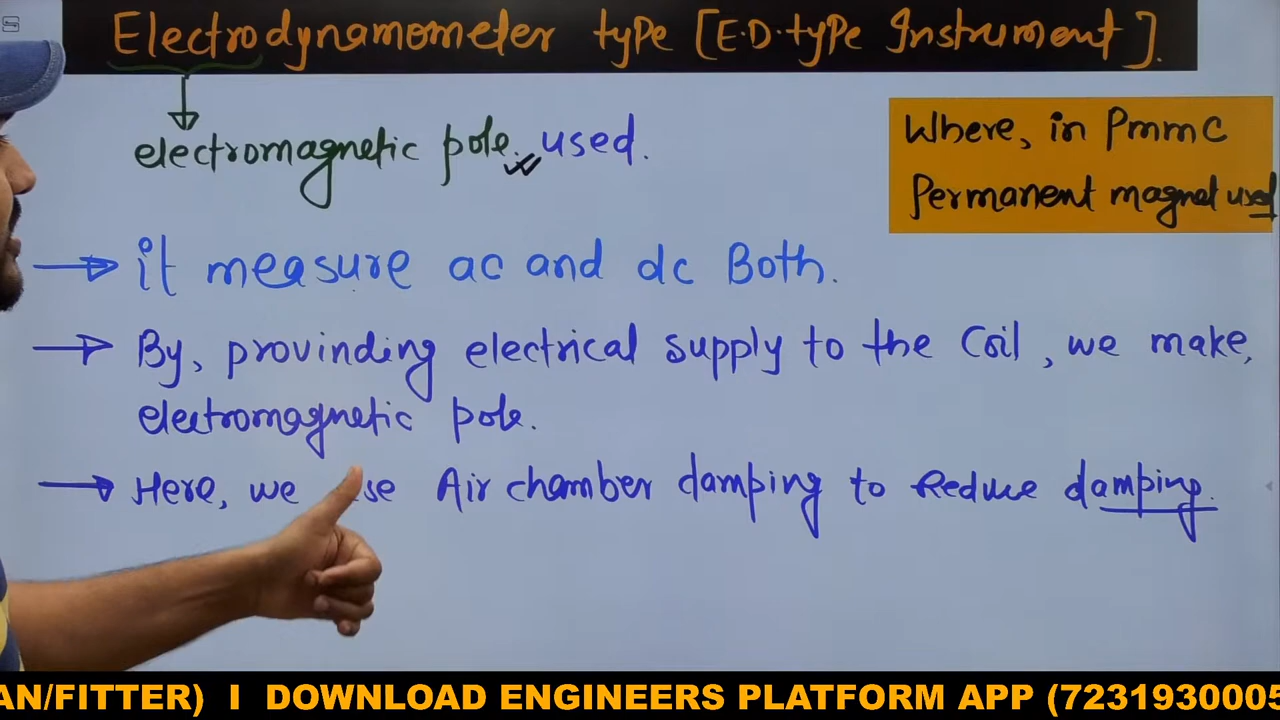 Electrodynamometer type [E.D.type Instrument].
electromagnetic pole. used.
Where, in PmmC
Permanent magnet used
→ it measure ac and dc Both.
→ By, provinding electrical supply to the Coil, we make,
electromagnetic pole.
→ Here, we use Air chamber damping to Reduce damping.
AN/FITTER) I DOWNLOAD ENGINEERS PLATFORM APP (7231930005